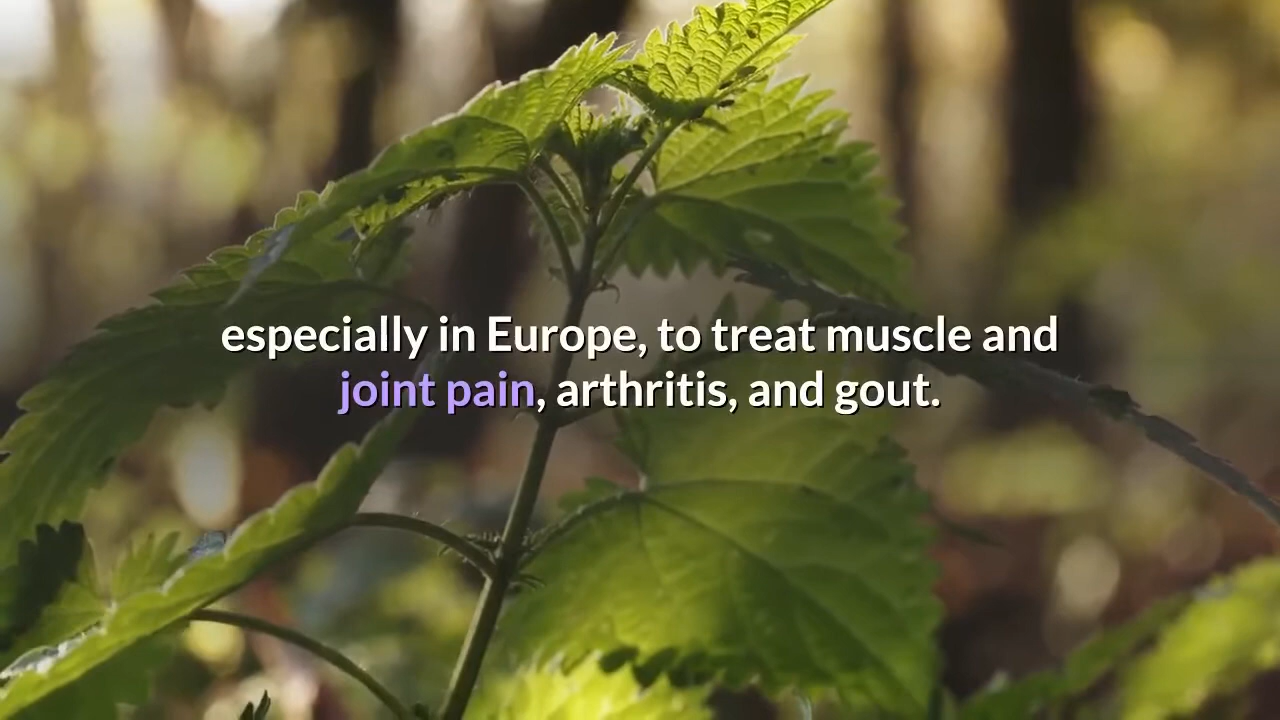 especially in Europe, to treat muscle and
joint pain, arthritis, and gout.